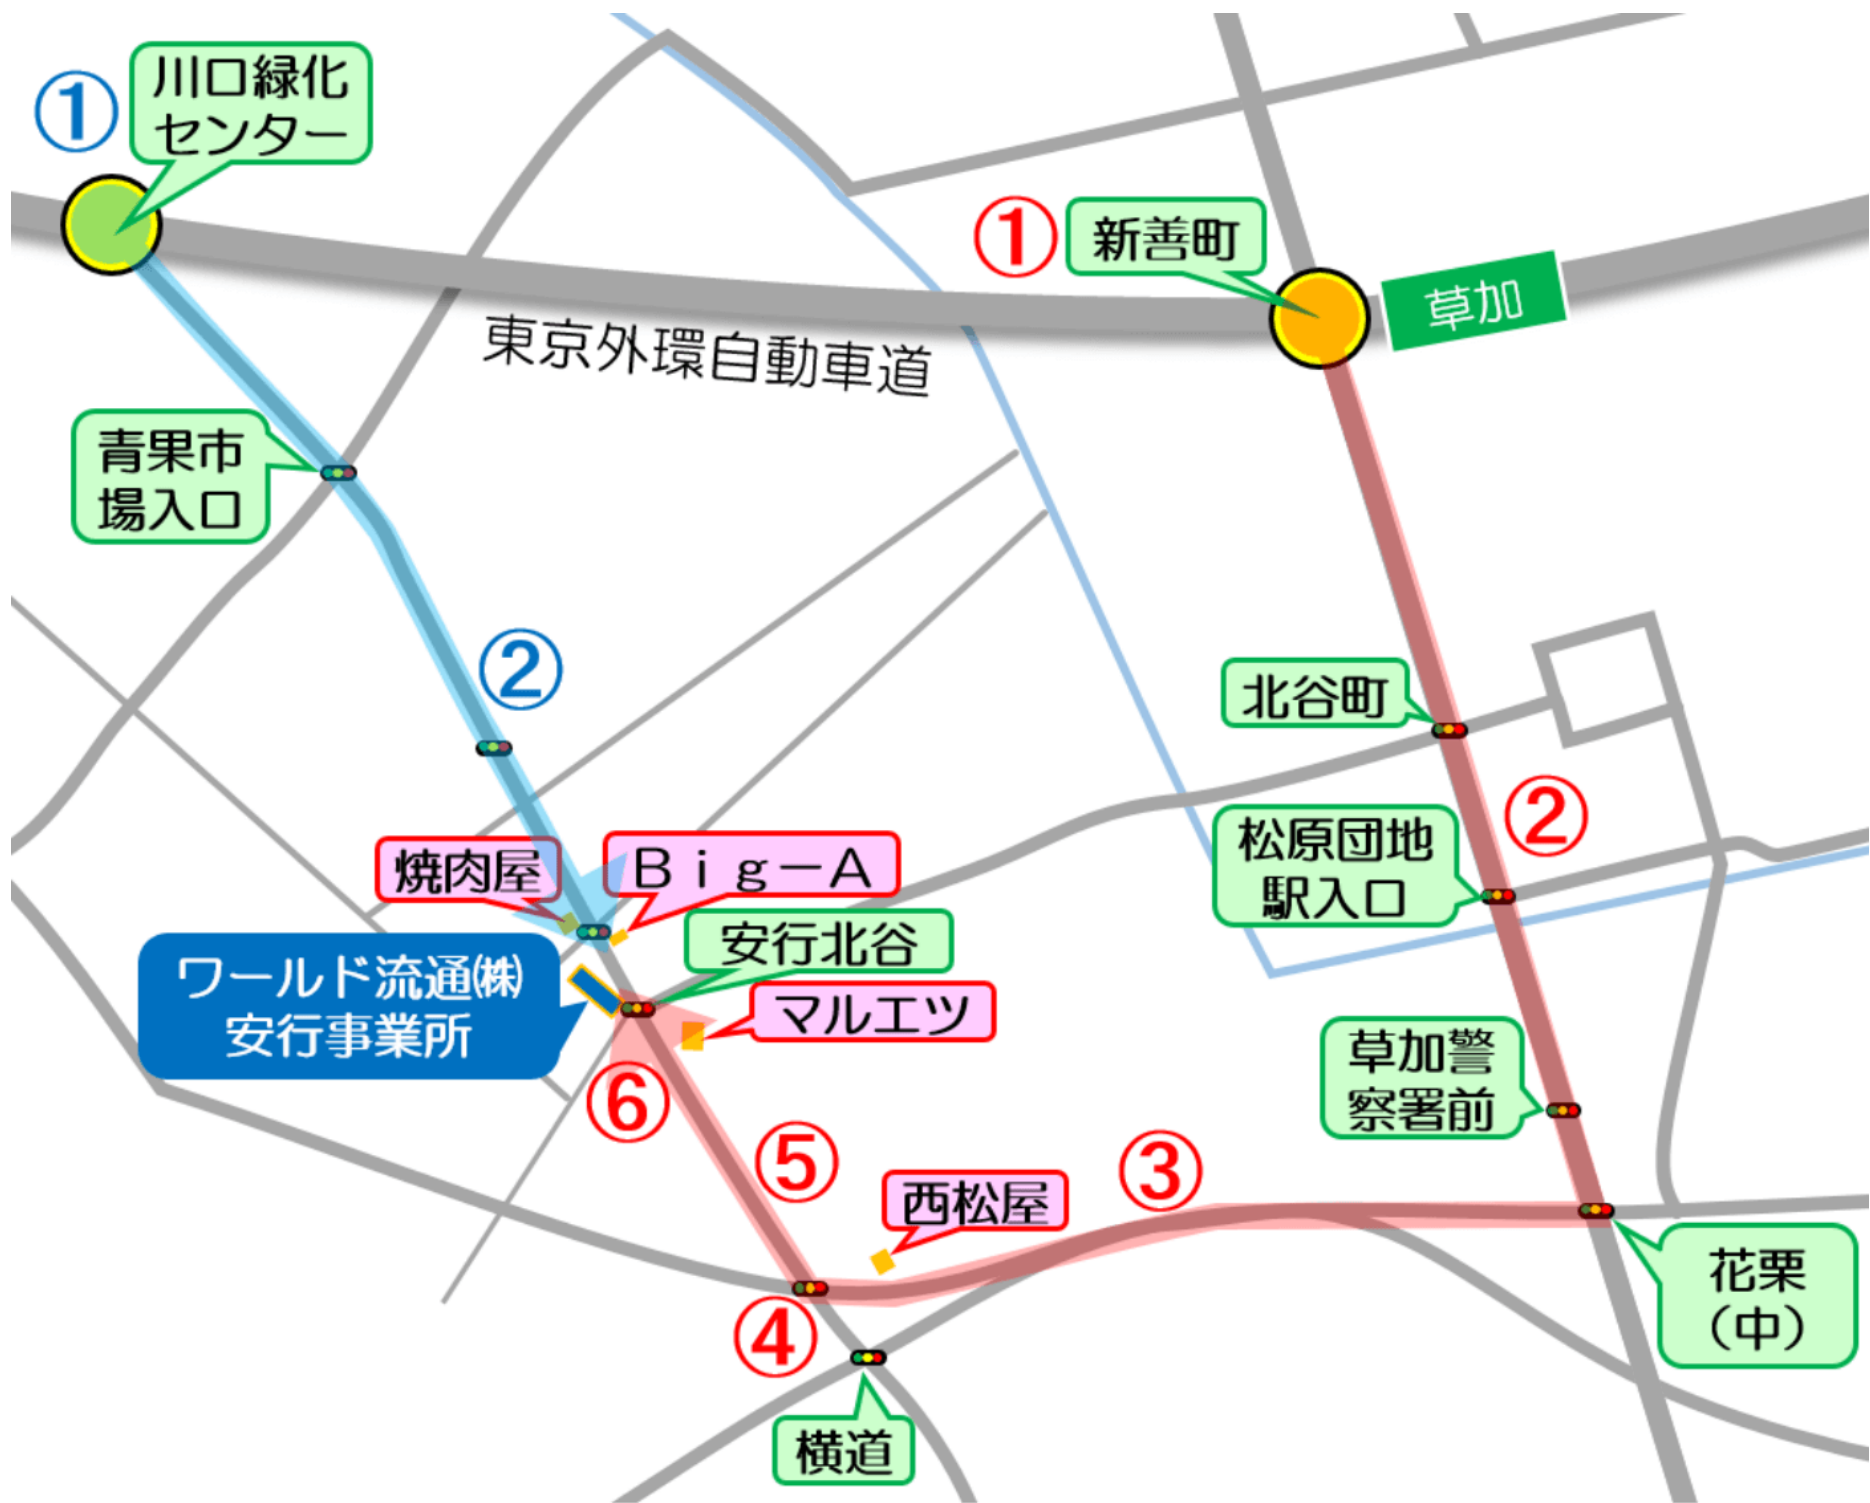 ①
川口緑化
センター
①
新善町
草加
東京外環自動車道
青果市
場入口
②
北谷町
②
松原団地
駅入口
焼肉屋
Ｂｉｇ－Ａ
安行北谷
ワールド流通㈱
安行事業所
マルエツ
草加警
察署前
⑥
⑤
③
西松屋
④
花栗
（中）
横道